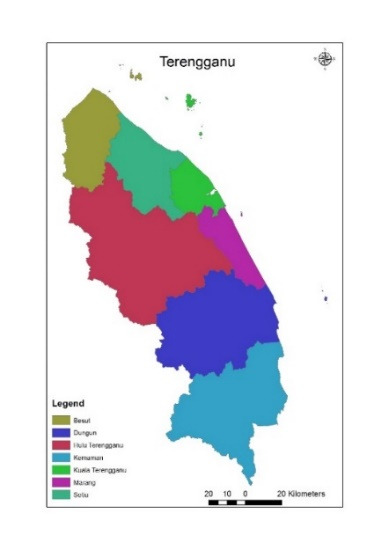 Terengganu
Legend
Besut
Dungun
Hulu Terengganu
Kemaman
Kuala Terengganu
Marang
Setiu
20 10 0 20 Kilometers